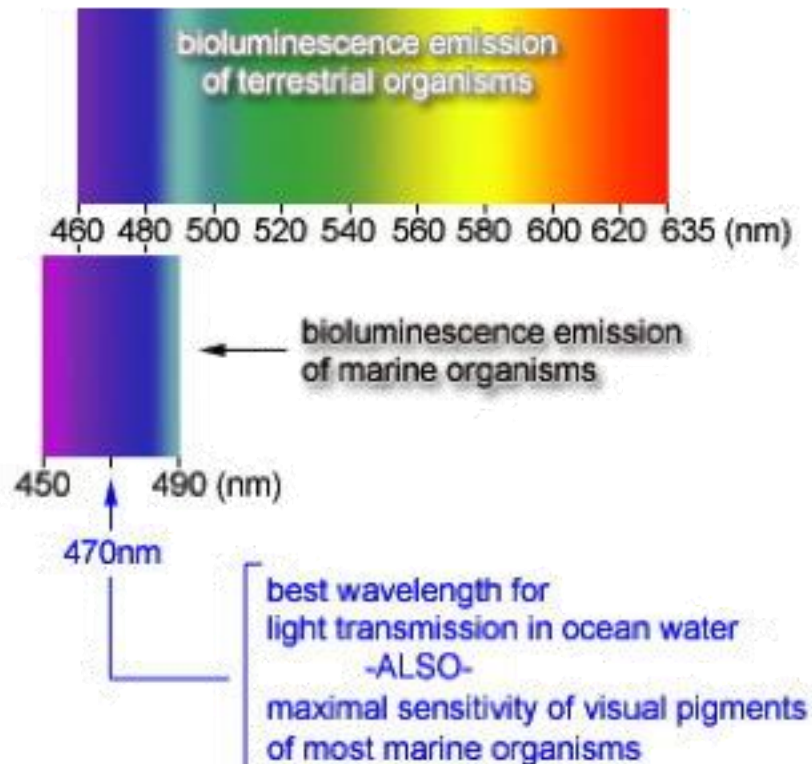 bioluminescence emission
of terrestrial organisms
460 480 500 520 540 560 580 600 620 635 (nm)
bioluminescence emission
of marine organisms
450 490 (nm)
470nm
best wavelength for
light transmission in ocean water
-ALSO-
maximal sensitivity of visual pigments
of most marine organisms